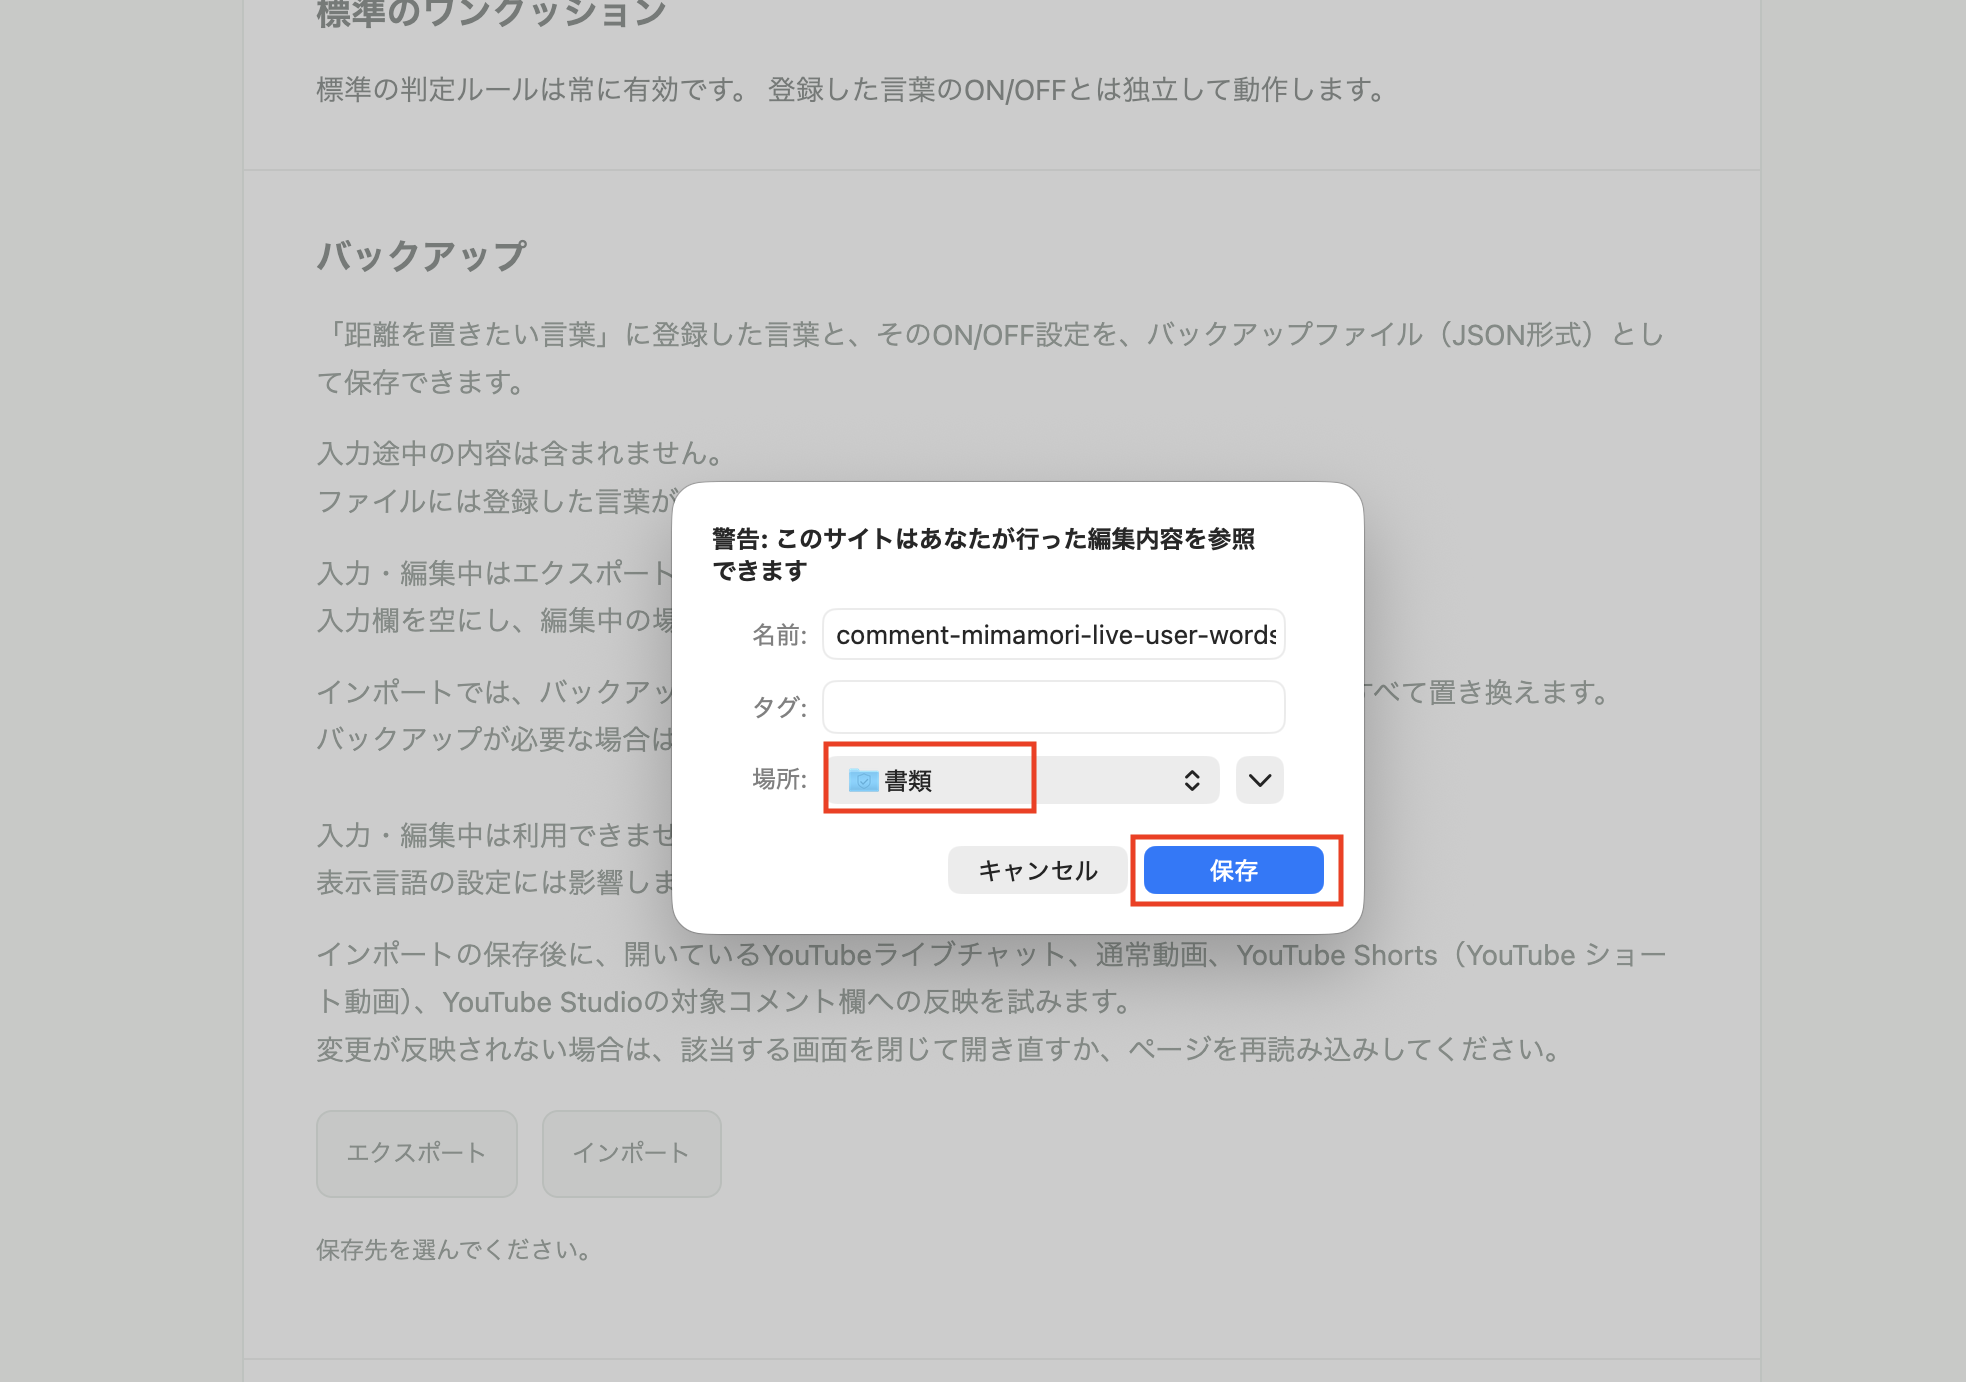 標準のワンクッション
標準の判定ルールは常に有効です。 登録した言葉のON/OFFとは独立して動作します。
バックアップ
「距離を置きたい言葉」に登録した言葉と、そのON/OFF設定を、バックアップファイル（JSON形式）とし
て保存できます。
入力途中の内容は含まれません。
ファイルには登録した言葉が
入力・編集中はエクスポート
入力欄を空にし、編集中の場
インポートでは、バックアッ
すべて置き換えます。
バックアップが必要な場合は
入力・編集中は利用できませ
表示言語の設定には影響しま
警告: このサイトはあなたが行った編集内容を参照
できます
名前: comment-mimamori-live-user-words
タグ:
場所: 書類
キャンセル 保存
インポートの保存後に、開いているYouTubeライブチャット、通常動画、YouTube Shorts（YouTube ショー
ト動画）、YouTube Studioの対象コメント欄への反映を試みます。
変更が反映されない場合は、該当する画面を閉じて開き直すか、ページを再読み込みしてください。
エクスポート インポート
保存先を選んでください。